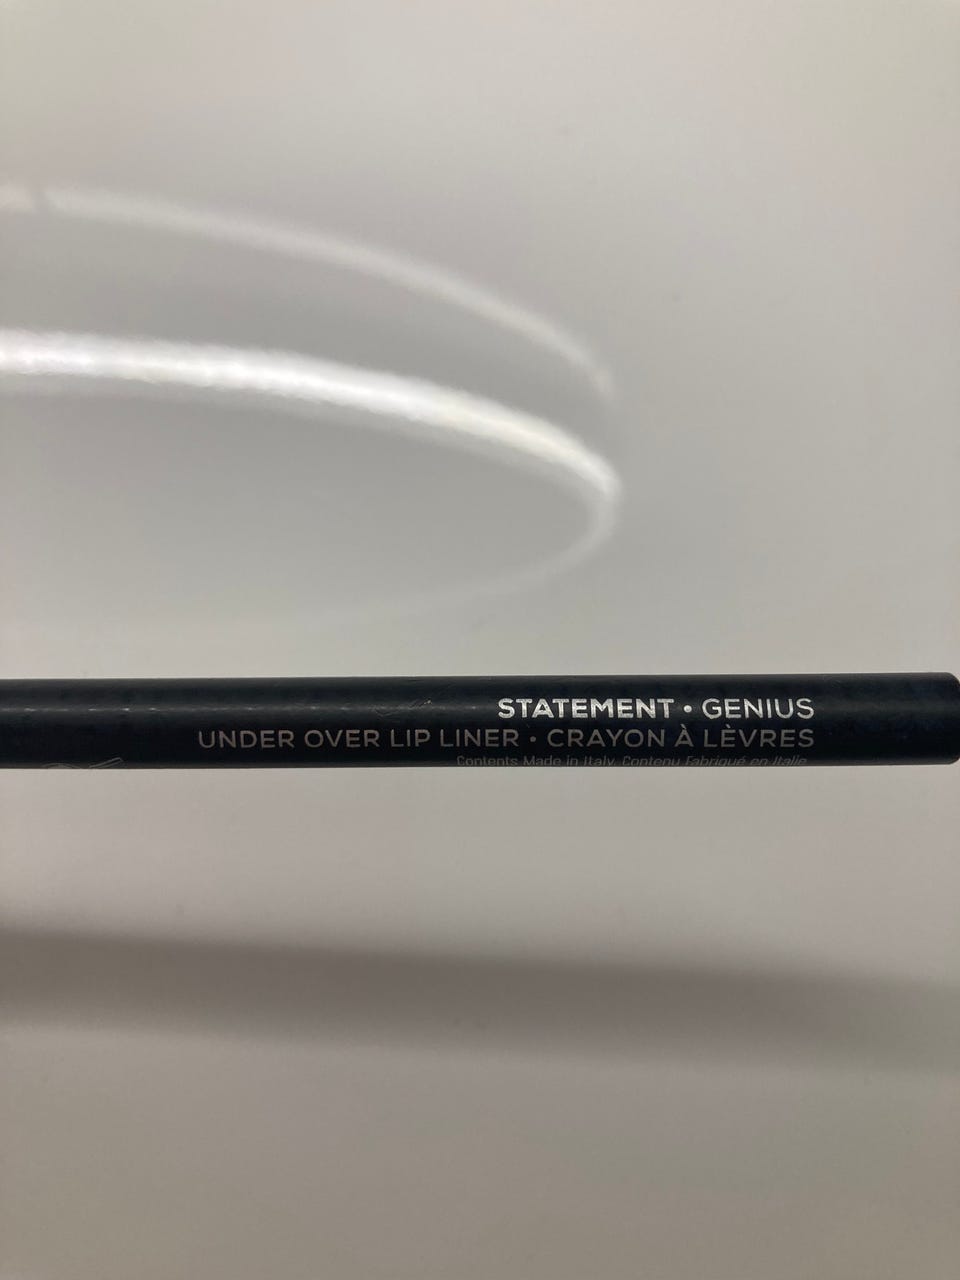 STATEMENT • GENIUS
UNDER OVER LIP LINER • CRAYON À LÈVRES
Contents Made in Italy. Contenu Fabriqué en Italie